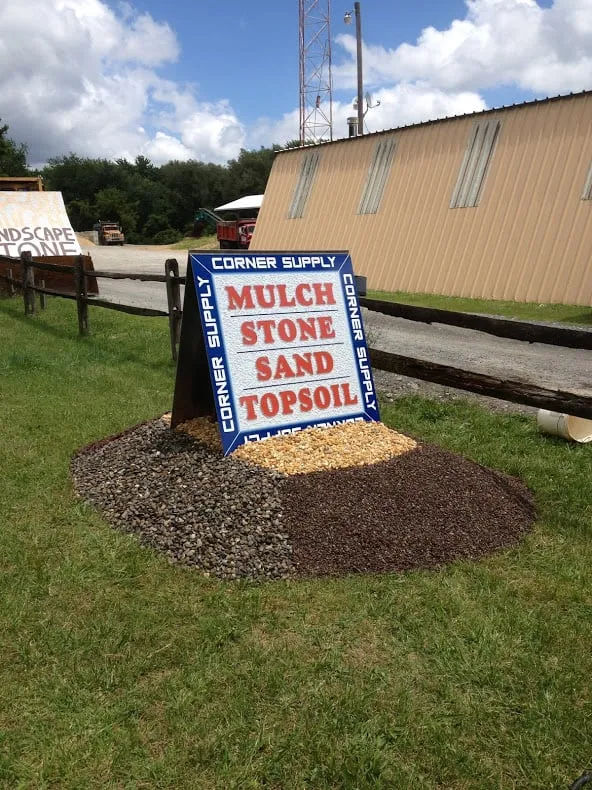 NDSCAPE
TONE
CORNER SUPPLY
CORNER SUPPLY
MULCH
STONE
SAND
TOPSOIL
CORNER SUPPLY